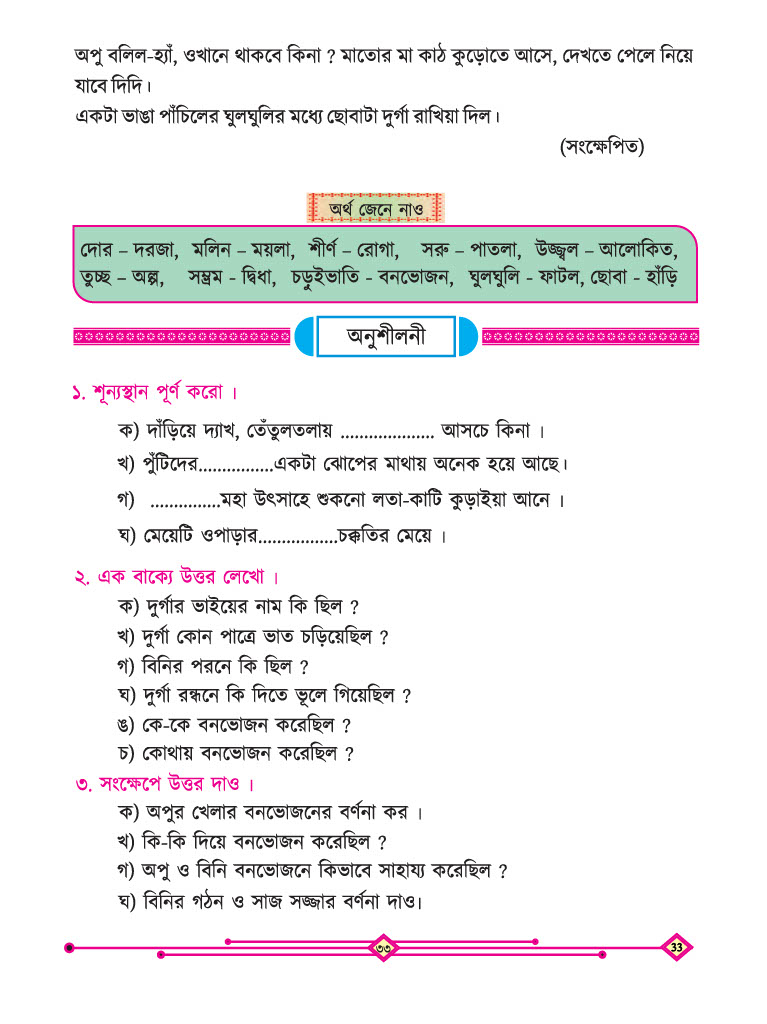 অপু বলিল-হ্যাঁ, ওখানে থাকবে কিনা ? মাতোর মা কাঠ কুড়োতে আসে, দেখতে পেলে নিয়ে
যাবে দিদি।
একটা ভাঙা পাঁচিলের ঘুলঘুলির মধ্যে ছোবাটা দুর্গা রাখিয়া দিল।
(সংক্ষেপিত)
অর্থ জেনে নাও
দোর – দরজা, মলিন – ময়লা, শীর্ণ – রোগা, সরু – পাতলা, উজ্জ্বল – আলোকিত,
তুচ্ছ – অল্প, সম্ভ্রম - দ্বিধা, চড়ুইভাতি - বনভোজন, ঘুলঘুলি - ফাটল, ছোবা - হাঁড়ি
অনুশীলনী
১. শূন্যস্থান পূর্ণ করো ।
ক) দাঁড়িয়ে দ্যাখ, তেঁতুলতলায় .................... আসচে কিনা ।
খ) পুঁটিদের................একটা ঝোপের মাথায় অনেক হয়ে আছে।
গ) ...............মহা উৎসাহে শুকনো লতা-কাটি কুড়াইয়া আনে ।
ঘ) মেয়েটি ওপাড়ার.................চক্কতির মেয়ে ।
২. এক বাক্যে উত্তর লেখো ।
ক) দুর্গার ভাইয়ের নাম কি ছিল ?
খ) দুর্গা কোন পাত্রে ভাত চড়িয়েছিল ?
গ) বিনির পরনে কি ছিল ?
ঘ) দুর্গা রন্ধনে কি দিতে ভূলে গিয়েছিল ?
ঙ) কে-কে বনভোজন করেছিল ?
চ) কোথায় বনভোজন করেছিল ?
৩. সংক্ষেপে উত্তর দাও ।
ক) অপুর খেলার বনভোজনের বর্ণনা কর ।
খ) কি-কি দিয়ে বনভোজন করেছিল ?
গ) অপু ও বিনি বনভোজনে কিভাবে সাহায্য করেছিল ?
ঘ) বিনির গঠন ও সাজ সজ্জার বর্ণনা দাও।
৩৩
33